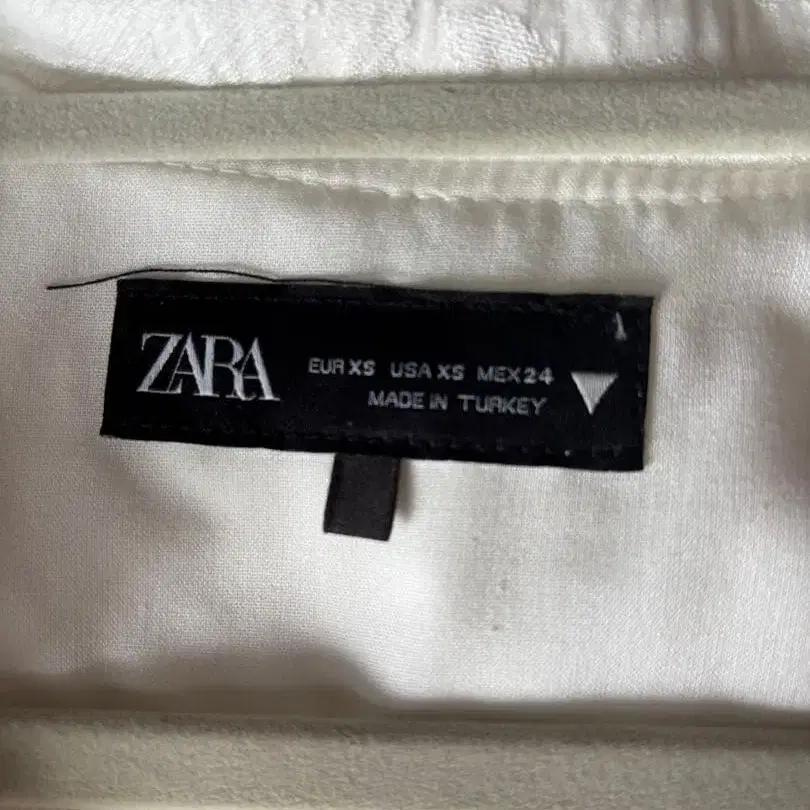 ZARA
EUR XS USA XS MEX 24
MADE IN TURKEY